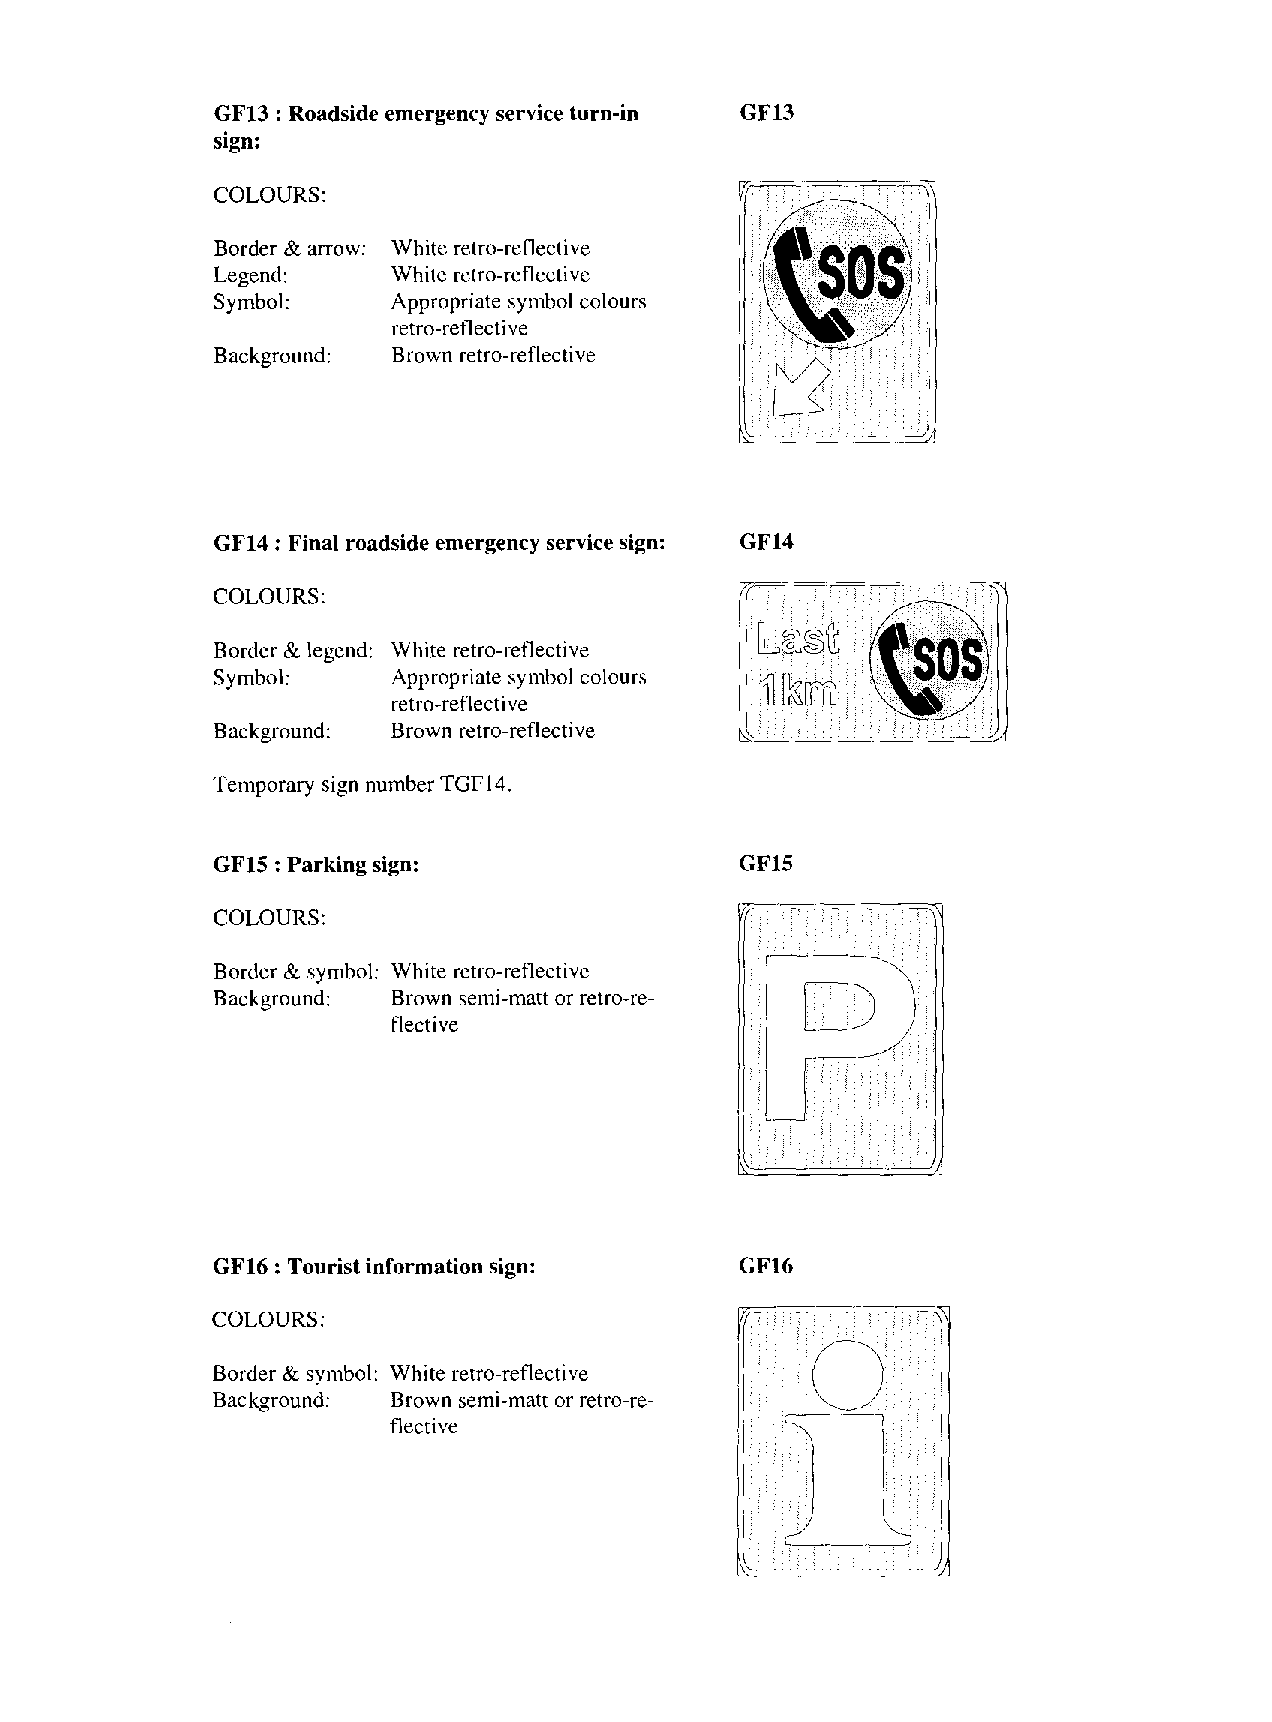 GF13 : Roadside emergency service turn-in
sign:
GF13
COLOURS:
Border & arrow: White retro-reflective
Legend: White retro-reflective
Symbol: Appropriate symbol colours
retro-reflective
Background: Brown retro-reflective
SOS
GF14 : Final roadside emergency service sign:
GF14
COLOURS:
Border & legend: White retro-reflective
Symbol: Appropriate symbol colours
retro-reflective
Background: Brown retro-reflective
Temporary sign number TGF14.
Last
1km
SOS
GF15 : Parking sign:
GF15
COLOURS:
Border & symbol: White retro-reflective
Background: Brown semi-matt or retro-re-
flective
P
GF16 : Tourist information sign:
GF16
COLOURS:
Border & symbol: White retro-reflective
Background: Brown semi-matt or retro-re-
flective
i